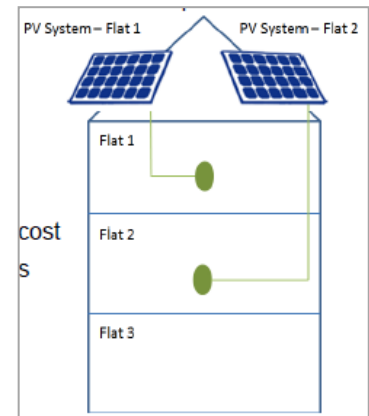 PV System – Flat 1
PV System – Flat 2
Flat 1
cost
Flat 2
s
Flat 3